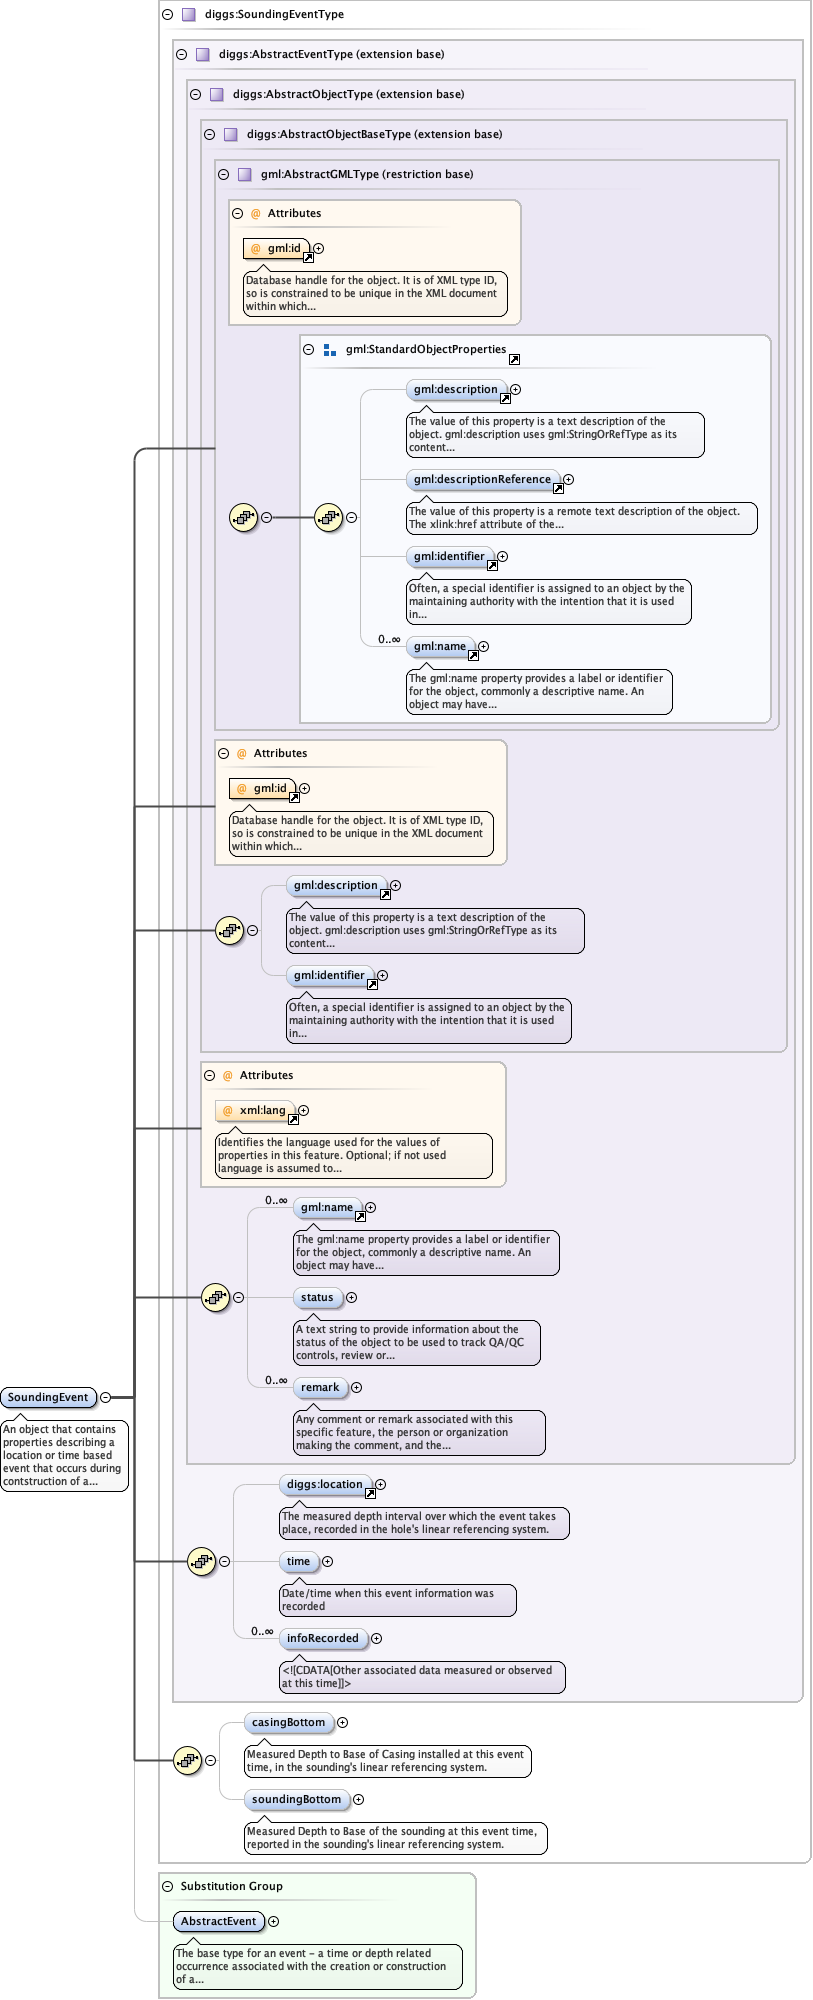 diggs:SoundingEventType
diggs:AbstractEventType (extension base)
diggs:AbstractObjectType (extension base)
diggs:AbstractObjectBaseType (extension base)
gml:AbstractGMLType (restriction base)
@ Attributes
@ gml:id
Database handle for the object. It is of XML type ID,
so is constrained to be unique in the XML document
within which...
gml:StandardObjectProperties
gml:description
The value of this property is a text description of the
object. gml:description uses gml:StringOrRefType as its
content...
gml:descriptionReference
The value of this property is a remote text description of the object.
The xlink:href attribute of the...
gml:identifier
Often, a special identifier is assigned to an object by the
maintaining authority with the intention that it is used
in...
0..∞
gml:name
The gml:name property provides a label or identifier
for the object, commonly a descriptive name. An
object may have...
@ Attributes
@ gml:id
Database handle for the object. It is of XML type ID,
so is constrained to be unique in the XML document
within which...
gml:description
The value of this property is a text description of the
object. gml:description uses gml:StringOrRefType as its
content...
gml:identifier
Often, a special identifier is assigned to an object by the
maintaining authority with the intention that it is used
in...
@ Attributes
@ xml:lang
Identifies the language used for the values of
properties in this feature. Optional; if not used
language is assumed to...
0..∞
gml:name
The gml:name property provides a label or identifier
for the object, commonly a descriptive name. An
object may have...
status
A text string to provide information about the
status of the object to be used to track QA/QC
controls, review or...
0..∞
remark
Any comment or remark associated with this
specific feature, the person or organization
making the comment, and the...
SoundingEvent
An object that contains
properties describing a
location or time based
event that occurs during
contstruction of a...
diggs:location
The measured depth interval over which the event takes
place, recorded in the hole's linear referencing system.
time
Date/time when this event information was
recorded
0..∞
infoRecorded
<![CDATA[Other associated data measured or observed
at this time]]>
casingBottom
Measured Depth to Base of Casing installed at this event
time, in the sounding's linear referencing system.
soundingBottom
Measured Depth to Base of the sounding at this event time,
reported in the sounding's linear referencing system.
Substitution Group
AbstractEvent
The base type for an event - a time or depth related
occurrence associated with the creation or construction
of a...